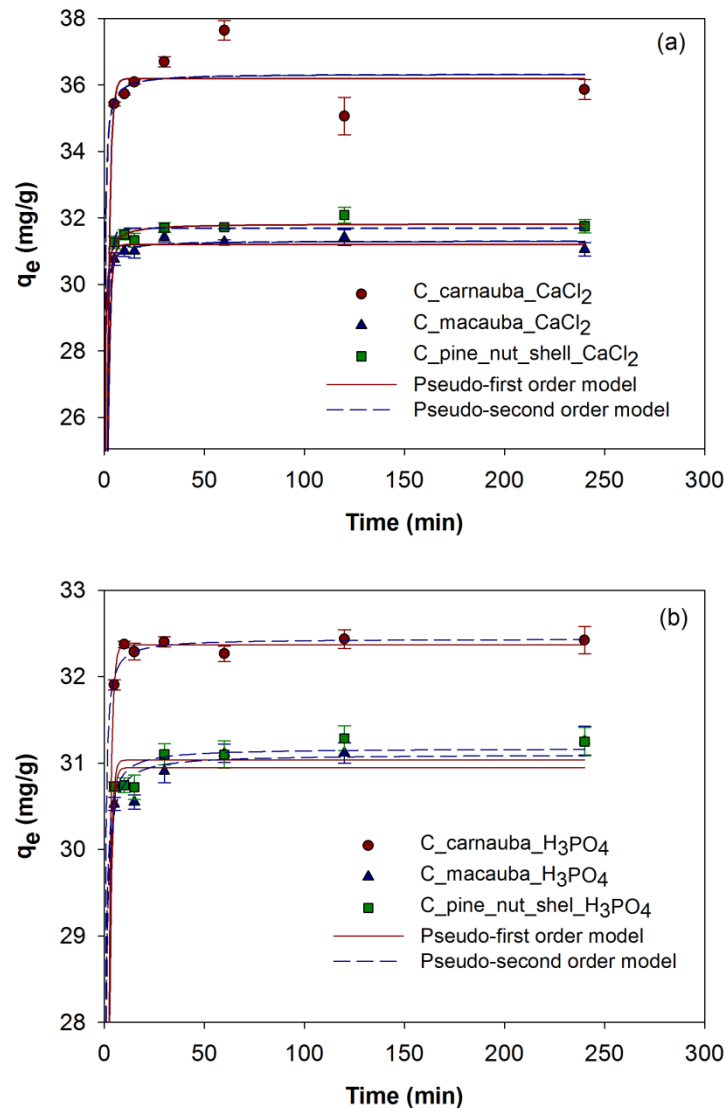 38
(a)
36
34
32
30
28
26
qe (mg/g)
C_carnauba_CaCl2
C_macauba_CaCl2
C_pine_nut_shell_CaCl2
Pseudo-first order model
Pseudo-second order model
0 50 100 150 200 250 300
Time (min)
34
(b)
33
32
31
30
29
28
qe (mg/g)
C_carnauba_H3PO4
C_macauba_H3PO4
C_pine_nut_shel_H3PO4
Pseudo-first order model
Pseudo-second order model
0 50 100 150 200 250 300
Time (min)